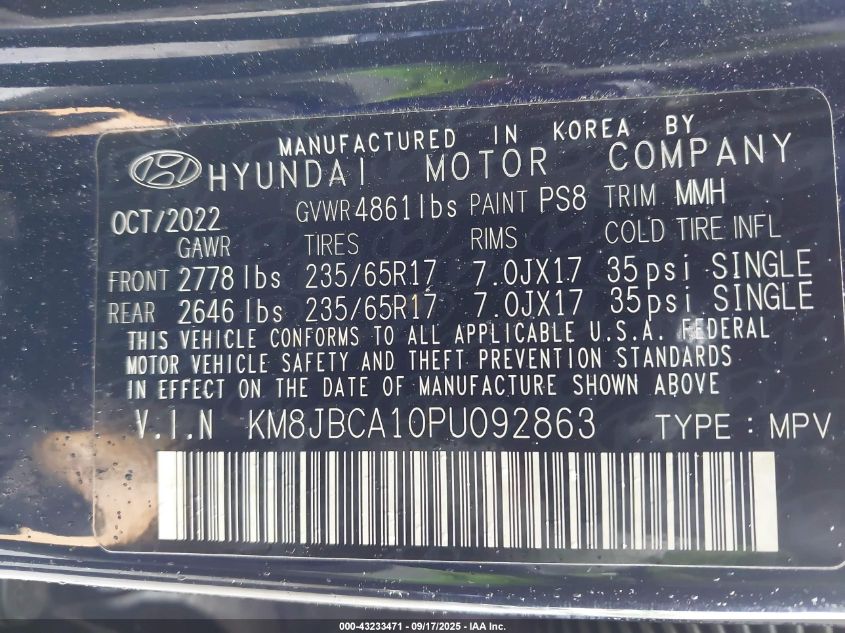 MANUFACTURED IN KOREA BY
HYUNDAI MOTOR COMPANY
OCT/2022 GVWR 4861lbs PAINT PS8 TRIM MMH
GAWR TIRES RIMS COLD TIRE INFL
FRONT 2778 lbs 235/65R17 7.0JX17 35psi SINGLE
REAR 2646 lbs 235/65R17 7.0JX17 35psi SINGLE
THIS VEHICLE CONFORMS TO ALL APPLICABLE U.S.A. FEDERAL
MOTOR VEHICLE SAFETY AND THEFT PREVENTION STANDARDS
IN EFFECT ON THE DATE OF MANUFACTURE SHOWN ABOVE
V.I.N KM8JBCA10PU092863 TYPE : MPV
000-43233471 - 09/17/2025 - IAA Inc.